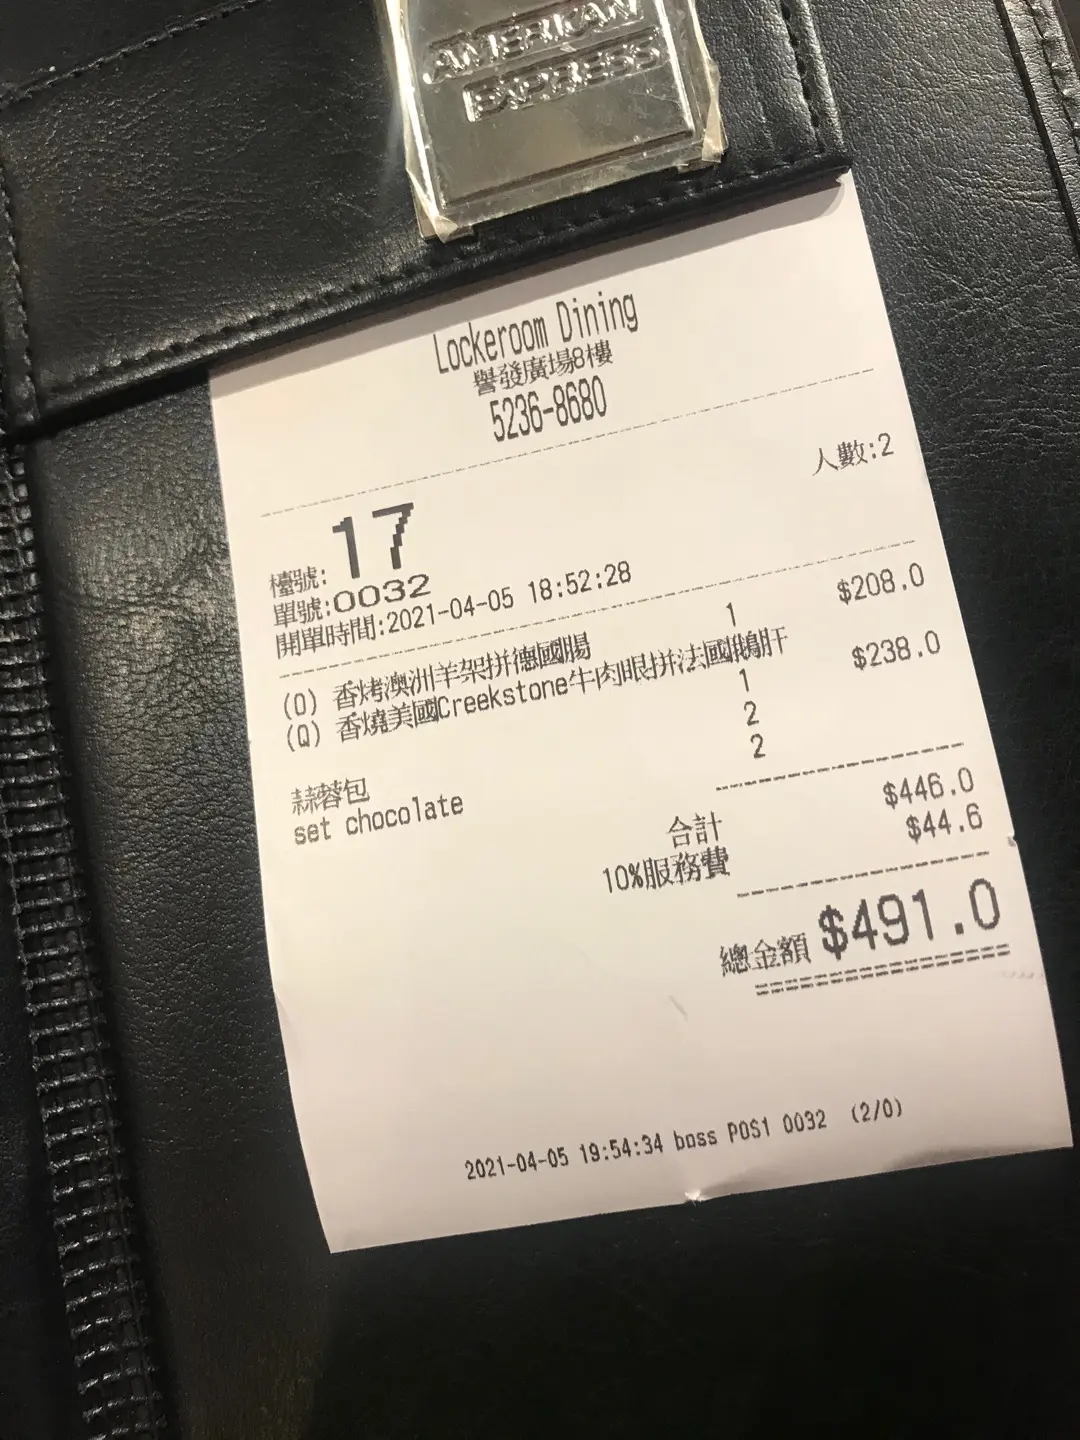 AMERICAN
EXPRESS
Lockeroom Dining
譽發廣場8樓
5236-8680
人數:2
檯號: 17
單號:0032
開單時間:2021-04-05 18:52:28
(O) 香烤澳洲羊架拼德國腸 1 $208.0
(Q) 香燒美國Creekstone牛肉眼拼法國鵝肝
1 $238.0
蒜蓉包 2
set chocolate 2
合計 $446.0
10%服務費 $44.6
總金額 $491.0
2021-04-05 19:54:34 boss POS1 0032 (2/0)